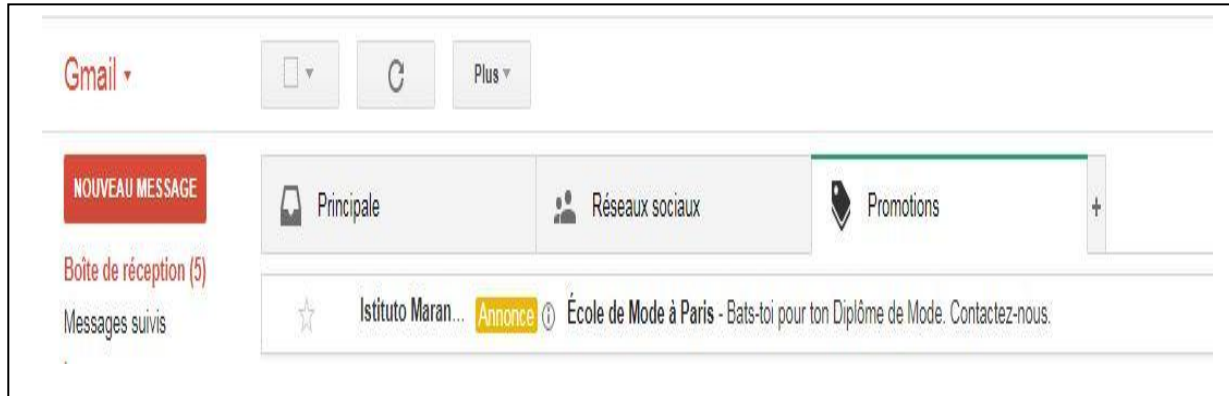 Gmail
Plus
NOUVEAU MESSAGE
Principale
Réseaux sociaux
Promotions
+
Boîte de réception (5)
Messages suivis
Istituto Maran... Annonce École de Mode à Paris - Bats-toi pour ton Diplôme de Mode. Contactez-nous.